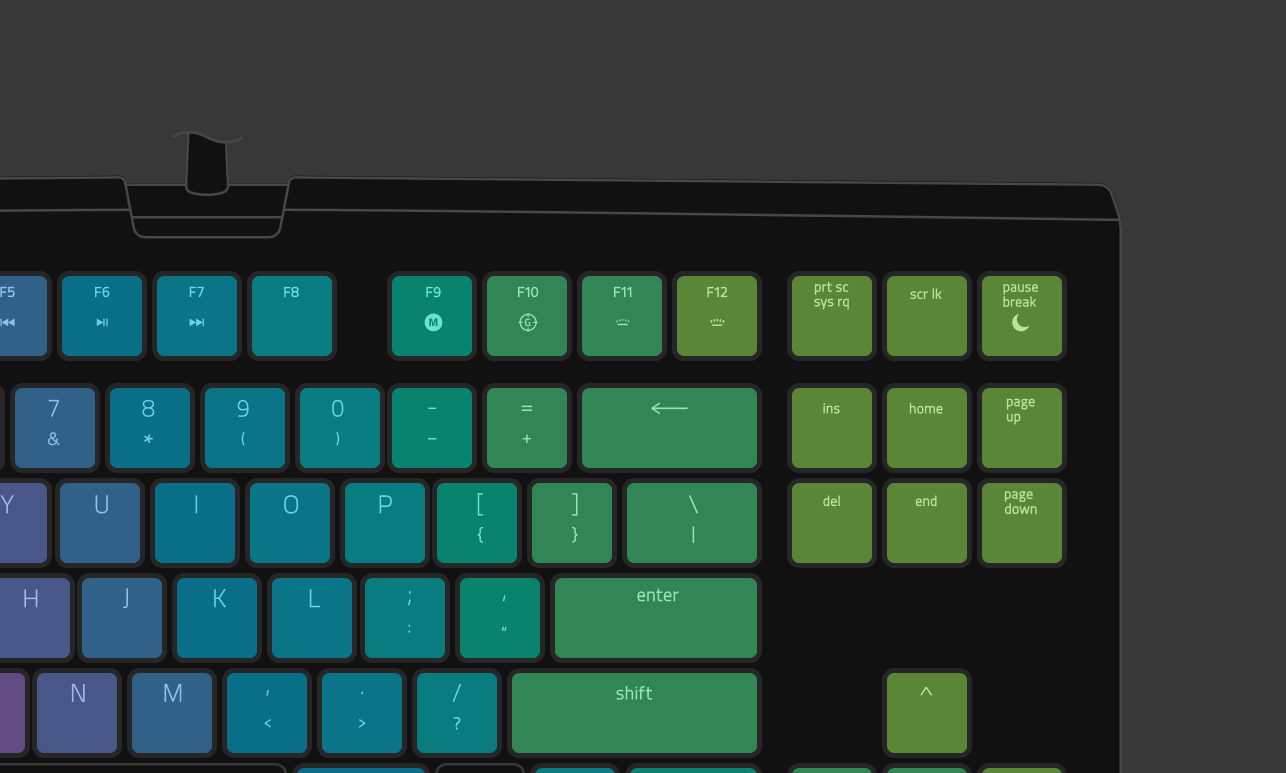 F5
F6
F7
F8
F9
M
F10
G
F11
F12
prt sc
sys rq
scr lk
pause
break
7
&
8
*
9
(
0
)
-
–
=
+
←
ins
home
page
up
Y
U
I
O
P
[
{
]
}
\
|
del
end
page
down
H
J
K
L
;
:
'
"
enter
N
M
,
<
.
>
/
?
shift
^